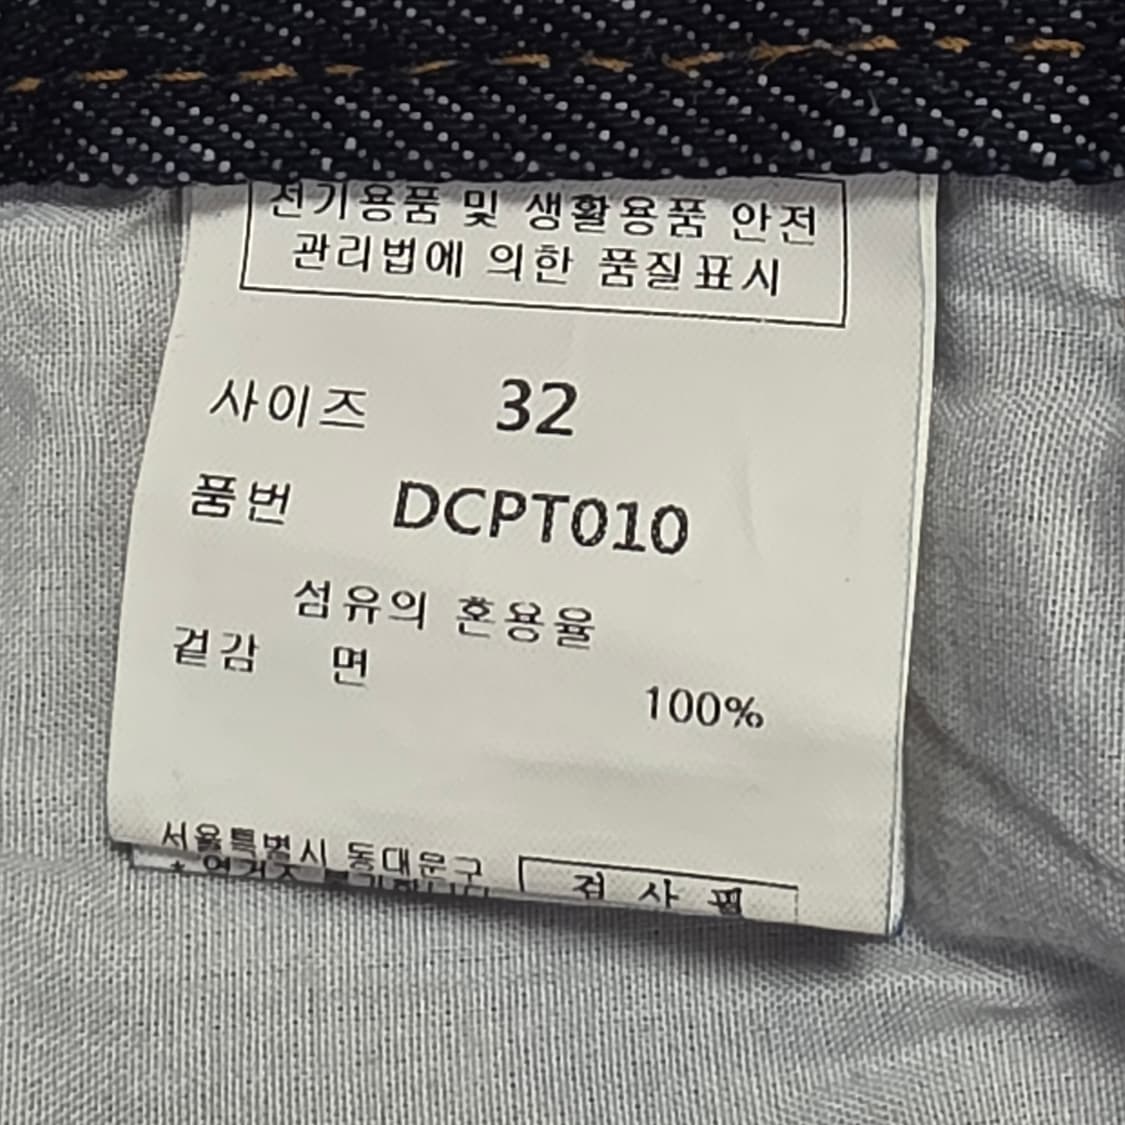 전기용품 및 생활용품 안전
관리법에 의한 품질표시
사이즈 32
품번 DCPT010
섬유의 혼용율
겉감 면 100%
서울특별시 동대문구
검 사 필